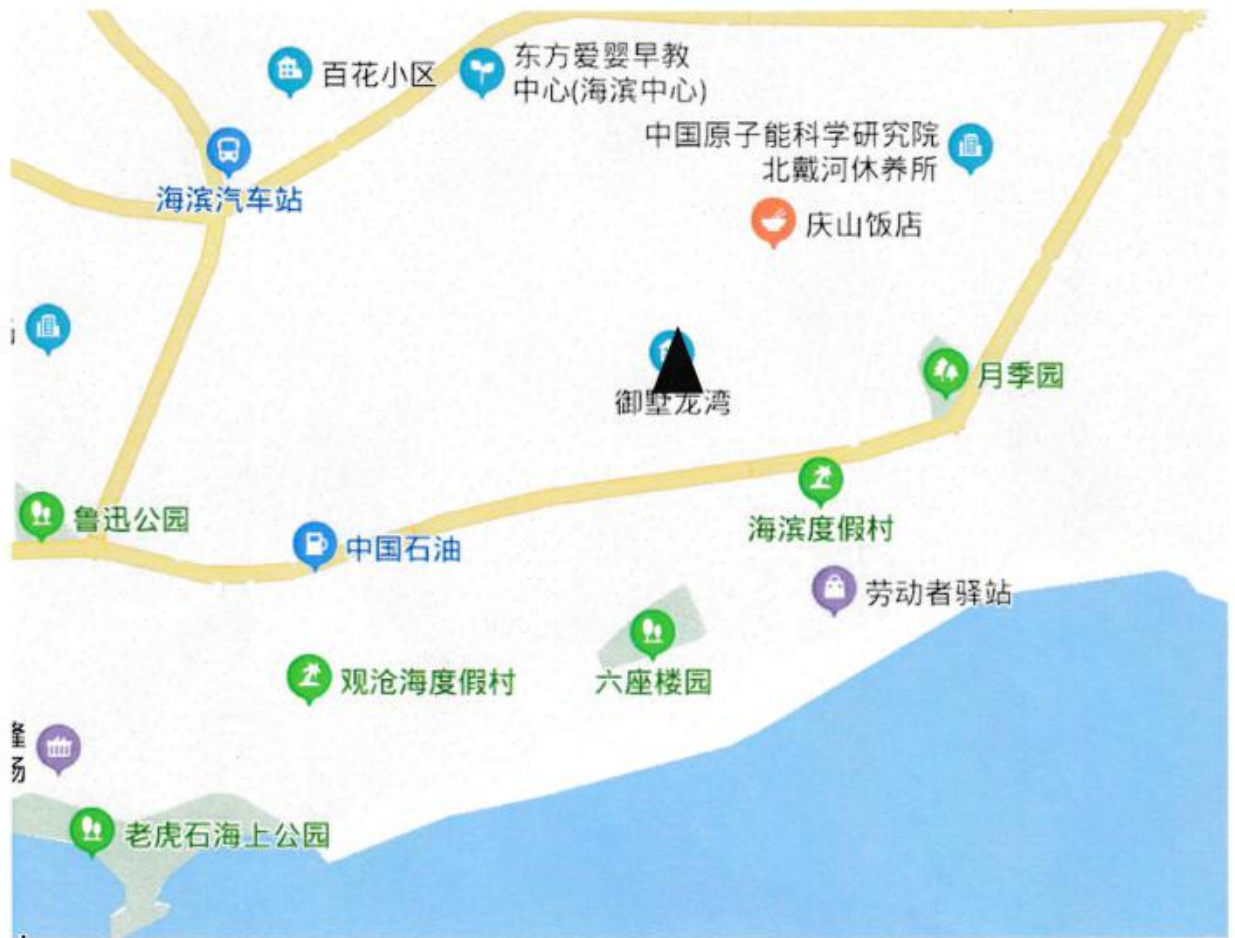 东方爱婴早教
中心(海滨中心)
百花小区
中国原子能科学研究院
北戴河休养所
海滨汽车站
庆山饭店
月季园
御墅龙湾
鲁迅公园
海滨度假村
中国石油
劳动者驿站
观沧海度假村
六座楼园
隆
场
老虎石海上公园